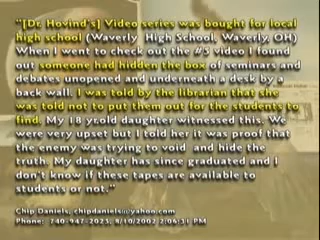 "[Dr. Hovind's] Video series was bought for local
high school (Waverly High School, Waverly, OH)
When I went to check out the #3 video I found
out someone had hidden the box of seminars and
debates unopened and underneath a desk by a
back wall. I was told by the librarian that she
was told not to put them out for the students to
find. My 18 yr.old daughter witnessed this. We
were very upset but I told her it was proof that
the enemy was trying to void and hide the
truth. My daughter has since graduated and I
don't know if these tapes are available to
students or not."
Chip Daniels, chipdaniels@yahoo.com
Phone: 740-947-2023, 8/10/2002 2:06:31 PM